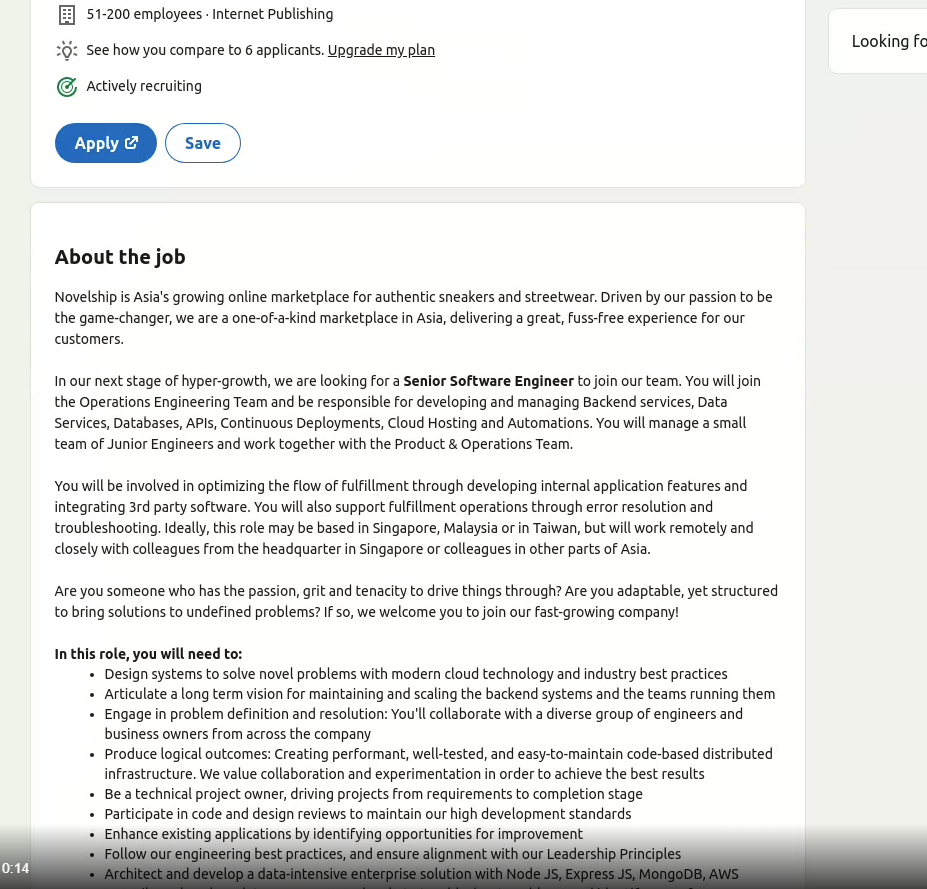 51-200 employees · Internet Publishing
See how you compare to 6 applicants. Upgrade my plan
Actively recruiting
Apply
Save
Looking fo
About the job
Novelship is Asia's growing online marketplace for authentic sneakers and streetwear. Driven by our passion to be
the game-changer, we are a one-of-a-kind marketplace in Asia, delivering a great, fuss-free experience for our
customers.
In our next stage of hyper-growth, we are looking for a Senior Software Engineer to join our team. You will join
the Operations Engineering Team and be responsible for developing and managing Backend services, Data
Services, Databases, APIs, Continuous Deployments, Cloud Hosting and Automations. You will manage a small
team of Junior Engineers and work together with the Product & Operations Team.
You will be involved in optimizing the flow of fulfillment through developing internal application features and
integrating 3rd party software. You will also support fulfillment operations through error resolution and
troubleshooting. Ideally, this role may be based in Singapore, Malaysia or in Taiwan, but will work remotely and
closely with colleagues from the headquarter in Singapore or colleagues in other parts of Asia.
Are you someone who has the passion, grit and tenacity to drive things through? Are you adaptable, yet structured
to bring solutions to undefined problems? If so, we welcome you to join our fast-growing company!
In this role, you will need to:
• Design systems to solve novel problems with modern cloud technology and industry best practices
• Articulate a long term vision for maintaining and scaling the backend systems and the teams running them
• Engage in problem definition and resolution: You'll collaborate with a diverse group of engineers and
business owners from across the company
• Produce logical outcomes: Creating performant, well-tested, and easy-to-maintain code-based distributed
infrastructure. We value collaboration and experimentation in order to achieve the best results
• Be a technical project owner, driving projects from requirements to completion stage
• Participate in code and design reviews to maintain our high development standards
• Enhance existing applications by identifying opportunities for improvement
• Follow our engineering best practices, and ensure alignment with our Leadership Principles
0:14
• Architect and develop a data-intensive enterprise solution with Node JS, Express JS, MongoDB, AWS